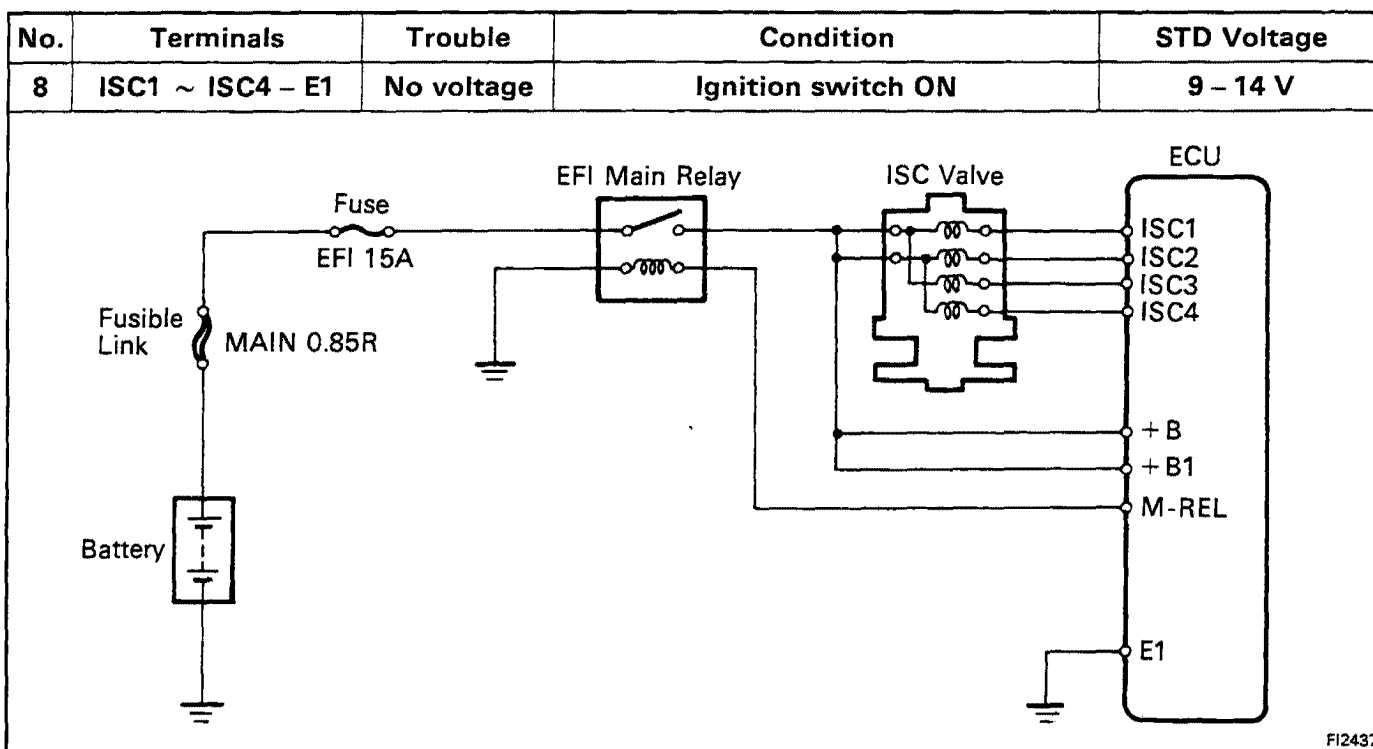 No. Terminals Trouble Condition STD Voltage
8 ISC1 ~ ISC4 – E1 No voltage Ignition switch ON 9 – 14 V
ECU
EFI Main Relay
ISC Valve
Fuse
EFI 15A
ISC1
ISC2
ISC3
ISC4
Fusible
Link
MAIN 0.85R
+B
+B1
M-REL
Battery
E1
FI2437